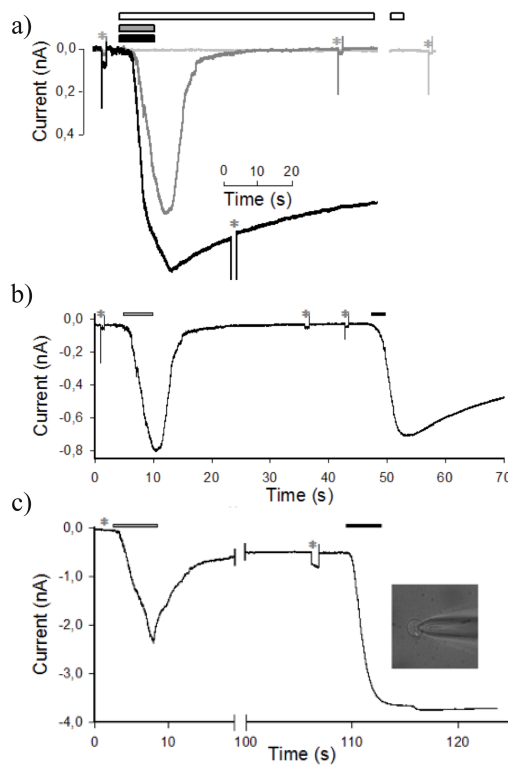 a)
0,0
0,2
0,4
Current (nA)
* * *
0 10 20
Time (s)
*
b)
0,0
-0,2
-0,4
-0,6
-0,8
Current (nA)
* * *
0 10 20 30 40 50 60 70
Time (s)
c)
0,0
-1,0
-2,0
-3,0
-4,0
Current (nA)
* *
0 10 100 110 120
Time (s)